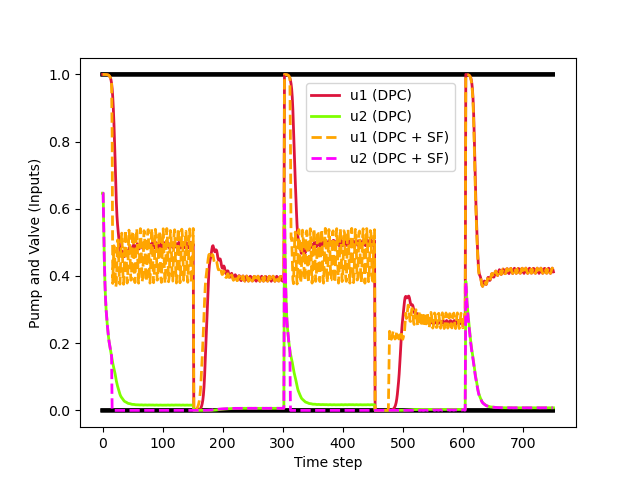 1.0
0.8
0.6
0.4
0.2
0.0
Pump and Valve (Inputs)
u1 (DPC)
u2 (DPC)
u1 (DPC + SF)
u2 (DPC + SF)
0 100 200 300 400 500 600 700
Time step